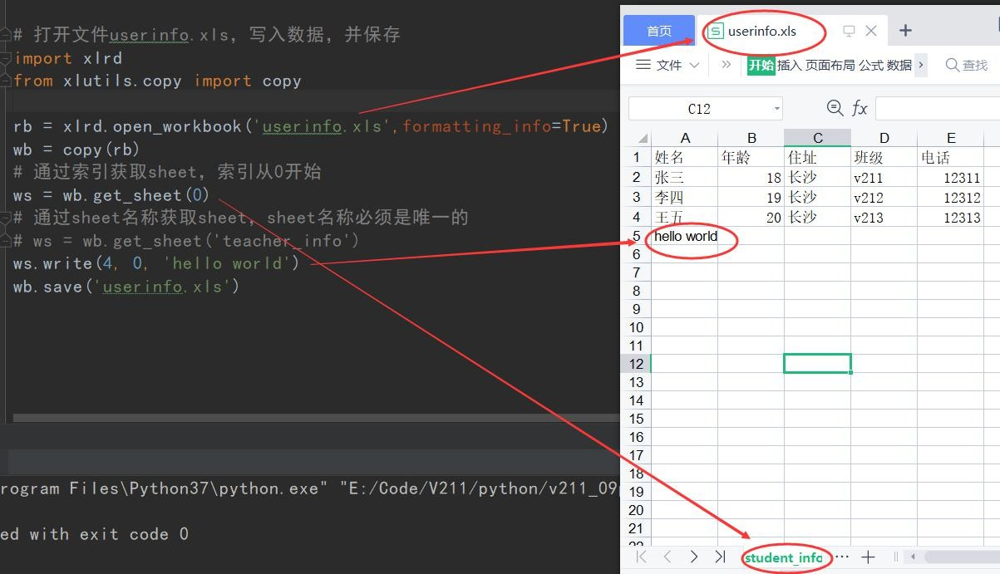 # 打开文件userinfo.xls，写入数据，并保存
import xlrd
from xlutils.copy import copy
rb = xlrd.open_workbook('userinfo.xls',formatting_info=True)
wb = copy(rb)
# 通过索引获取sheet，索引从0开始
ws = wb.get_sheet(0)
# 通过sheet名称获取sheet，sheet名称必须是唯一的
# ws = wb.get_sheet('teacher_info')
ws.write(4, 0, 'hello world')
wb.save('userinfo.xls')
rogram Files\Python37\python.exe" "E:/Code/V211/python/v211_09
ed with exit code 0
首页 S userinfo.xls
文件 » 开始 插入 页面布局 公式 数据 查找
C12 fx
A B C D E
1 姓名 年龄 住址 班级 电话
2 张三 18 长沙 v211 12311
3 李四 19 长沙 v212 12312
4 王五 20 长沙 v213 12313
5 hello world
6
7
8
9
10
11
12
13
14
15
16
17
18
19
20
21
22
student_info ···